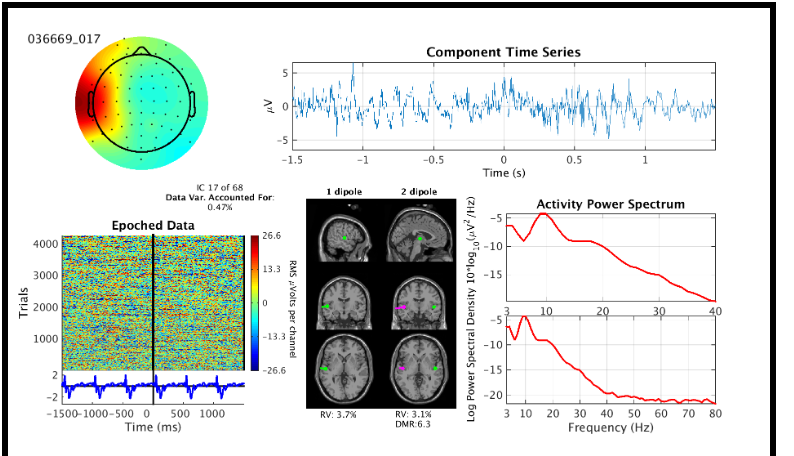 036669_017
Component Time Series
5
0
-5
μV
-1.5 -1 -0.5 0 0.5 1
Time (s)
IC 17 of 68
Data Var. Accounted For:
0.47%
Epoched Data
4000
3000
2000
1000
Trials
26.6
13.3
0
-13.3
-26.6
RMS μVolts per channel
2
-2
-1500 -1000 -500 0 500 1000
Time (ms)
1 dipole 2 dipole
RV: 3.7% RV: 3.1%
DMR:6.3
Activity Power Spectrum
-5
-10
-15
3 10 20 30 40
-5
-10
-15
-20
3 10 20 30 40 50 60 70 80
Frequency (Hz)
Log Power Spectral Density 10*log10(μV2/Hz)